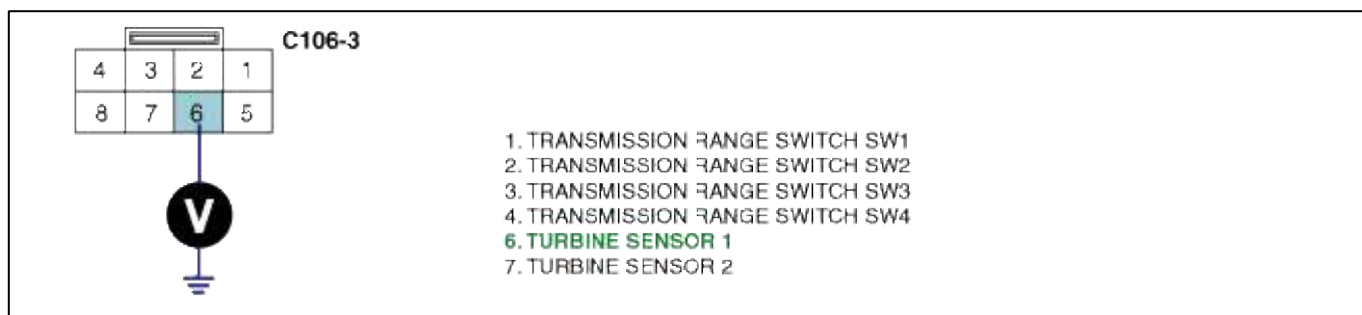 C106-3
4 3 2 1
8 7 6 5
V
1. TRANSMISSION RANGE SWITCH SW1
2. TRANSMISSION RANGE SWITCH SW2
3. TRANSMISSION RANGE SWITCH SW3
4. TRANSMISSION RANGE SWITCH SW4
6. TURBINE SENSOR 1
7. TURBINE SENSOR 2